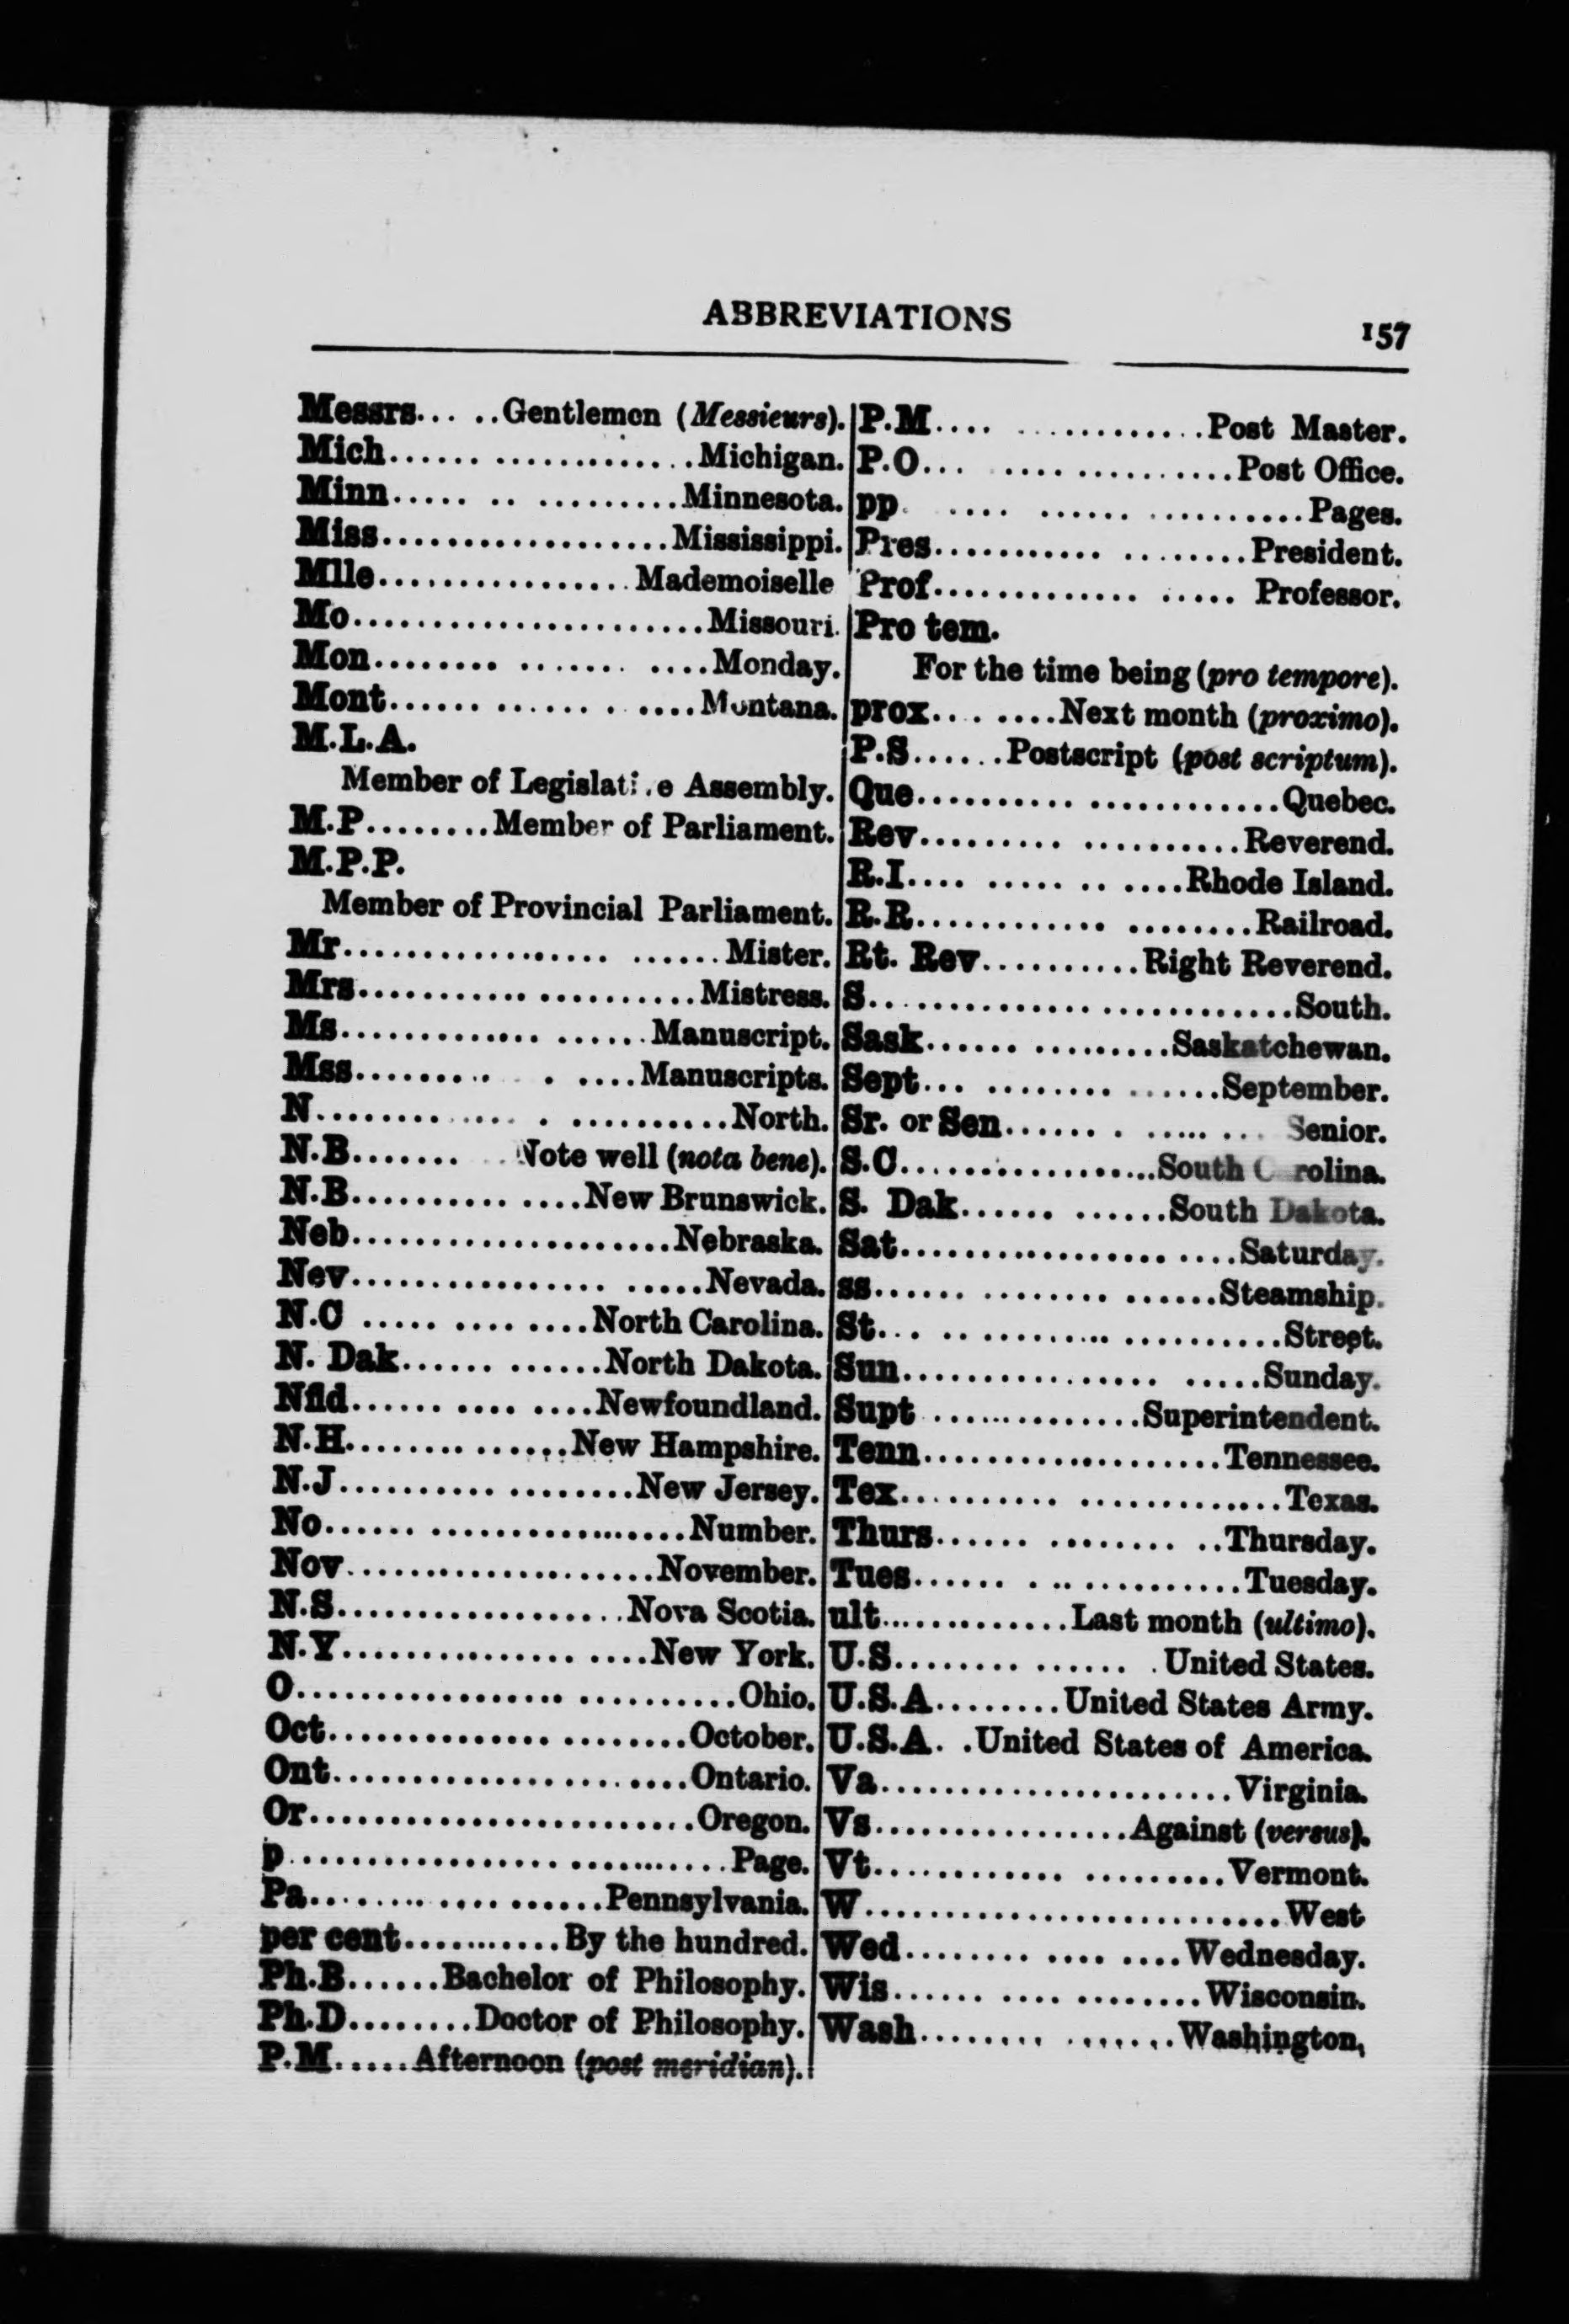 ABBREVIATIONS
157
Messrs.......Gentlemen (Messieurs).
Mich...................Michigan.
Minn................Minnesota.
Miss..................Mississippi.
Mlle................Mademoiselle
Mo......................Missouri.
Mon...................Monday.
Mont..................Montana.
M.L.A.
Member of Legislative Assembly.
M.P........Member of Parliament.
M.P.P.
Member of Provincial Parliament.
Mr.......................Mister.
Mrs.....................Mistress.
Ms...................Manuscript.
Mss..............Manuscripts.
N.........................North.
N.B.........Note well (nota bene).
N.B..............New Brunswick.
Neb.....................Nebraska.
Nev.....................Nevada.
N.C .............North Carolina.
N. Dak............North Dakota.
Nfld..............Newfoundland.
N.H..............New Hampshire.
N.J..................New Jersey.
No......................Number.
Nov....................November.
N.S..................Nova Scotia.
N.Y...................New York.
O...........................Ohio.
Oct......................October.
Ont......................Ontario.
Or........................Oregon.
p...........................Page.
Pa..................Pennsylvania.
per cent..........By the hundred.
Ph.B......Bachelor of Philosophy.
Ph.D........Doctor of Philosophy.
P.M.....Afternoon (post meridian).
P.M................Post Master.
P.O..................Post Office.
pp.....................Pages.
Pres...................President.
Prof................... Professor.
Pro tem.
For the time being (pro tempore).
prox........Next month (proximo).
P.S......Postscript (post scriptum).
Que.......................Quebec.
Rev....................Reverend.
R.I...............Rhode Island.
R.R.....................Railroad.
Rt. Rev..........Right Reverend.
S..........................South.
Sask...............Saskatchewan.
Sept.................September.
Sr. or Sen............... Senior.
S.C.................South Carolina.
S. Dak............South Dakota.
Sat.....................Saturday.
ss....................Steamship.
St.......................Street.
Sun.....................Sunday.
Supt ..............Superintendent.
Tenn...................Tennessee.
Tex......................Texas.
Thurs................Thursday.
Tues...................Tuesday.
ult.............Last month (ultimo).
U.S...............United States.
U.S.A........United States Army.
U.S.A. .United States of America.
Va......................Virginia.
Vs................Against (versus).
Vt.....................Vermont.
W..........................West
Wed................Wednesday.
Wis...................Wisconsin.
Wash...............Washington,